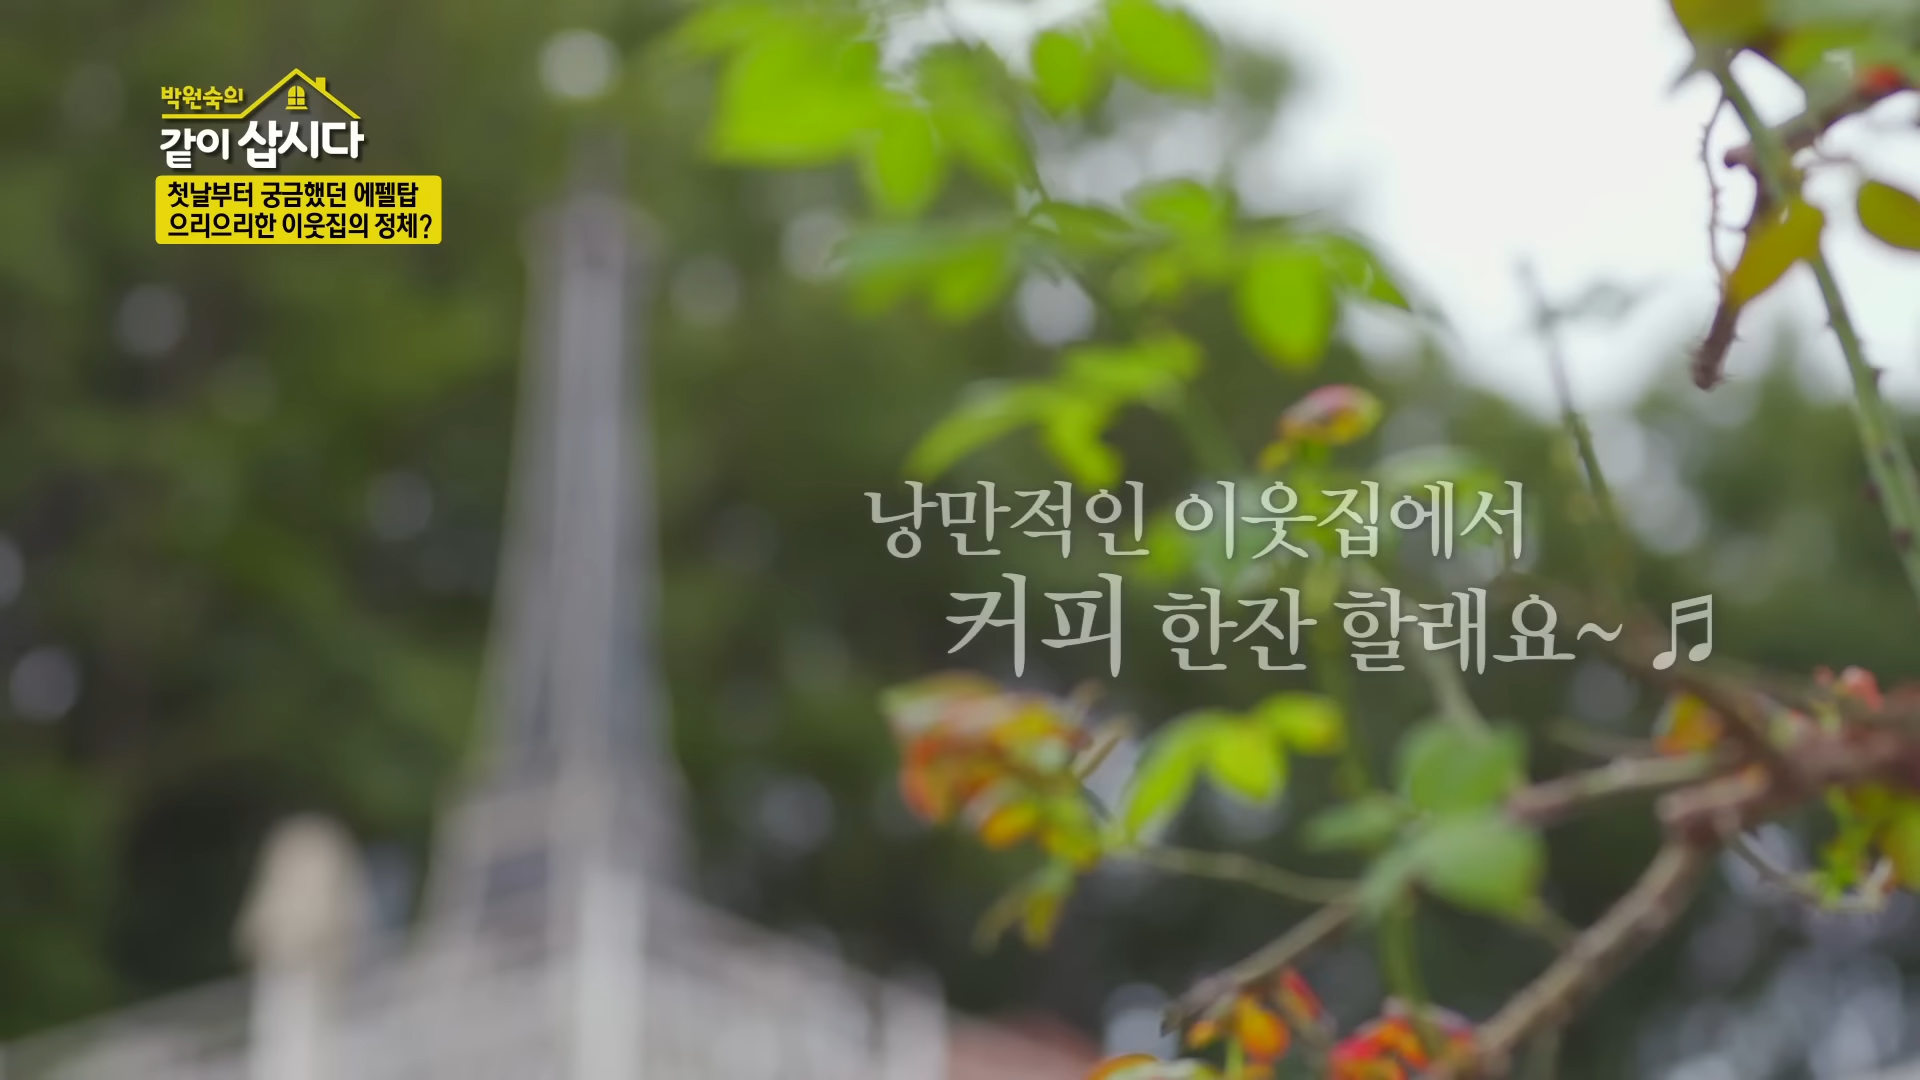 박원숙의
같이 삽시다
첫날부터 궁금했던 에펠탑
으리으리한 이웃집의 정체?
낭만적인 이웃집에서
커피 한잔 할래요~ ♬